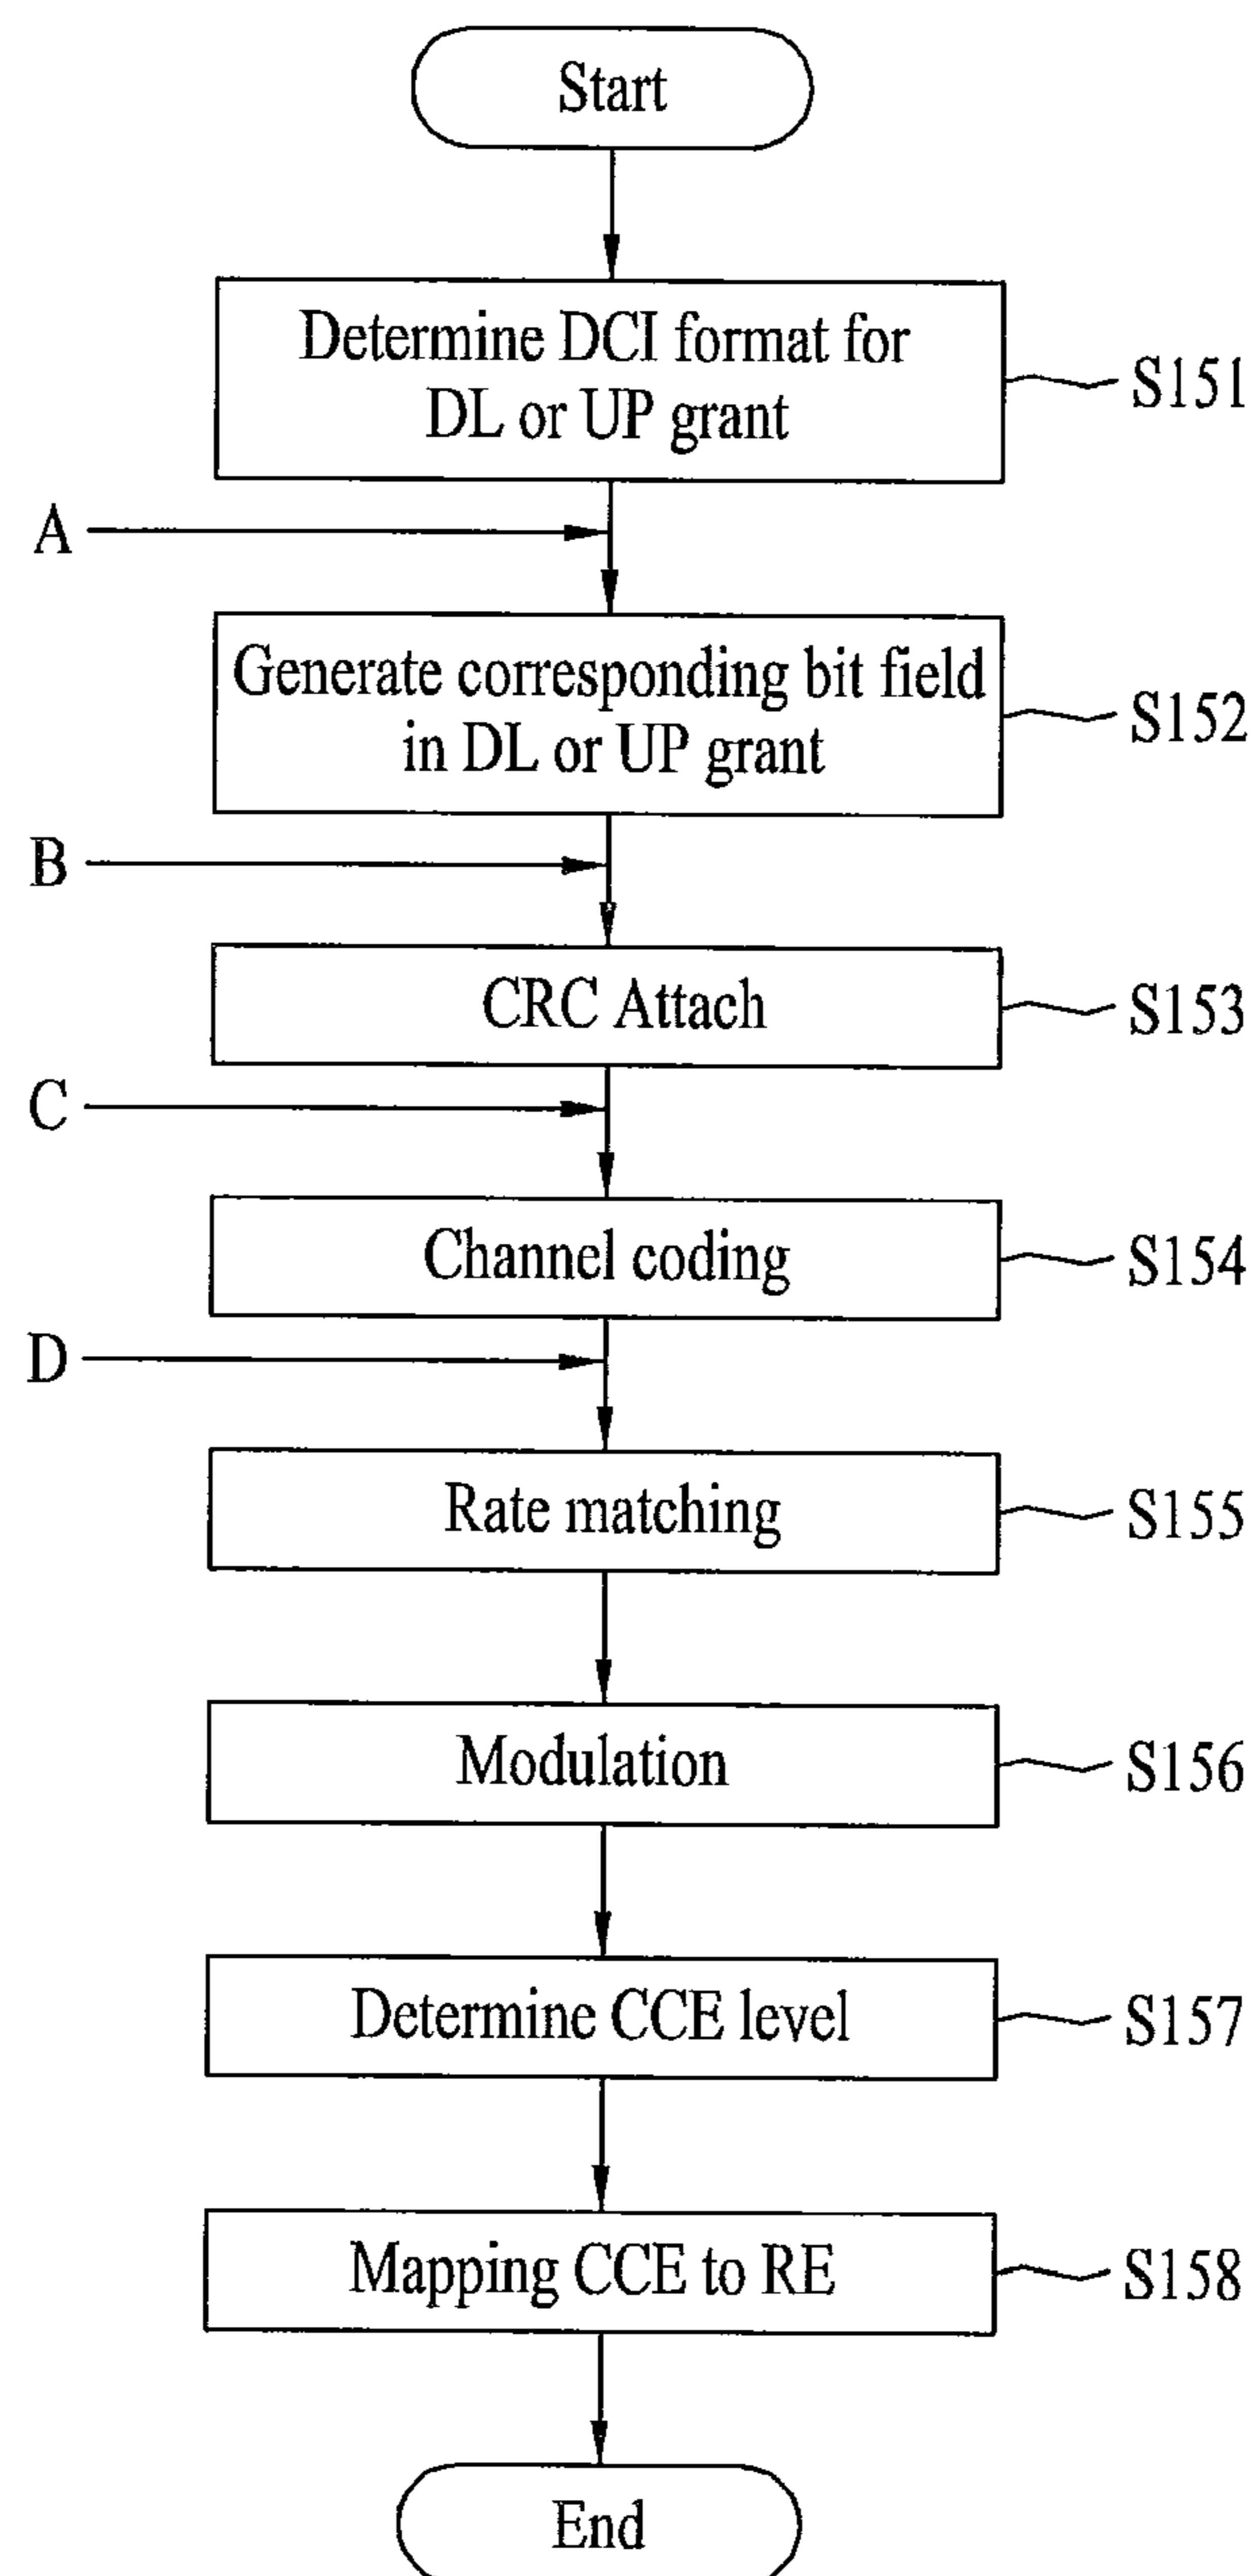 Start
Determine DCI format for
DL or UP grant
S151
A
Generate corresponding bit field
in DL or UP grant
S152
B
CRC Attach
S153
C
Channel coding
S154
D
Rate matching
S155
Modulation
S156
Determine CCE level
S157
Mapping CCE to RE
S158
End